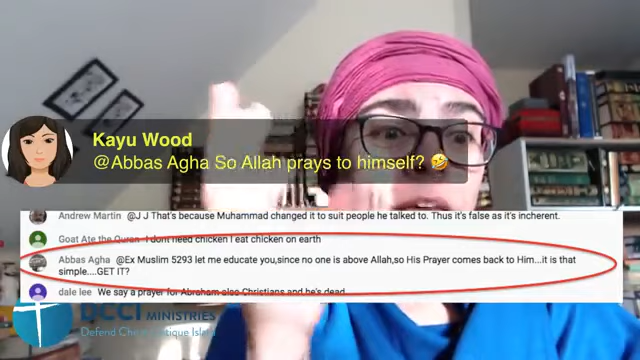 Kayu Wood
@Abbas Agha So Allah prays to himself? 🤣
Andrew Martin @J J That's because Muhammad changed it to suit people he talked to. Thus it's false as it's incherent.
Goat Ate the Quran I dont need chicken I eat chicken on earth
Abbas Agha @Ex Muslim 5293 let me educate you,since no one is above Allah,so His Prayer comes back to Him...it is that
simple....GET IT?
dale lee We say a prayer for Abraham also Christians and he's dead
DCCI MINISTRIES
Defend Christ Critique Islam